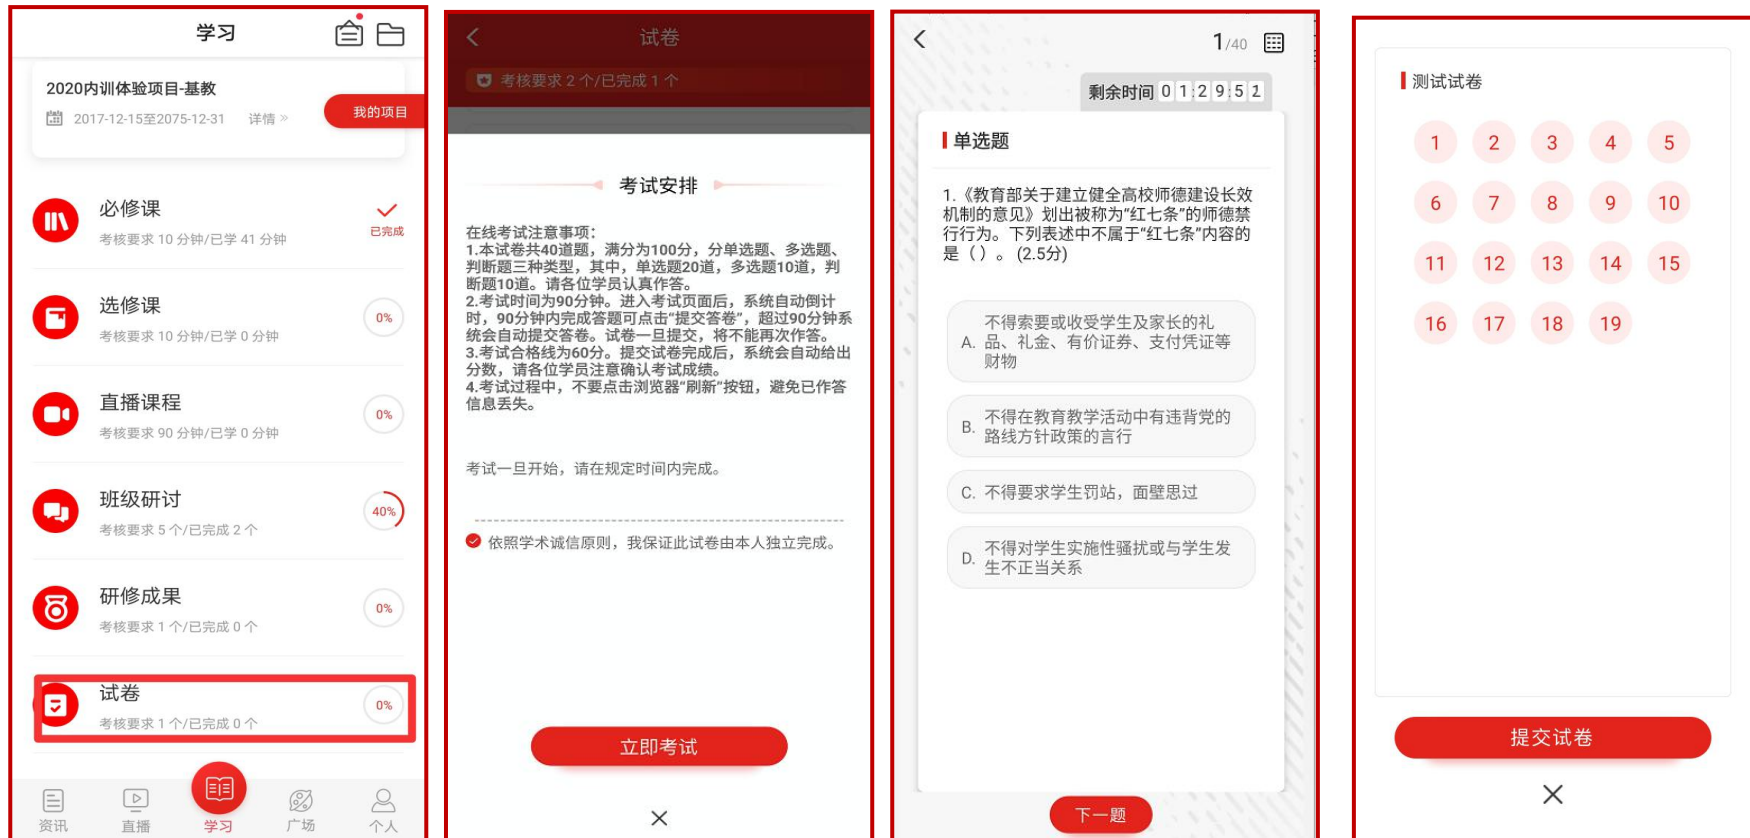 学习
2020内训体验项目-基教
2017-12-15至2075-12-31 详情 »
我的项目
必修课
考核要求 10 分钟/已学 41 分钟
已完成
选修课
考核要求 10 分钟/已学 0 分钟
0%
直播课程
考核要求 90 分钟/已学 0 分钟
0%
班级研讨
考核要求 5 个/已完成 2 个
40%
研修成果
考核要求 1 个/已完成 0 个
0%
试卷
考核要求 1 个/已完成 0 个
0%
资讯
直播
学习
广场
个人
试卷
考核要求 2 个/已完成 1 个
考试安排
在线考试注意事项：
1.本试卷共40道题，满分为100分，分单选题、多选题、
判断题三种类型，其中，单选题20道，多选题10道，判
断题10道。请各位学员认真作答。
2.考试时间为90分钟。进入考试页面后，系统自动倒计
时，90分钟内完成答题可点击“提交答卷”，超过90分钟系
统会自动提交答卷。试卷一旦提交，将不能再次作答。
3.考试合格线为60分。提交试卷完成后，系统会自动给出
分数，请各位学员注意确认考试成绩。
4.考试过程中，不要点击浏览器“刷新”按钮，避免已作答
信息丢失。
考试一旦开始，请在规定时间内完成。
依照学术诚信原则，我保证此试卷由本人独立完成。
立即考试
1/40
剩余时间 01:29:5
单选题
1.《教育部关于建立健全高校师德建设长效
机制的意见》划出被称为“红七条”的师德禁
行行为。下列表述中不属于“红七条”内容的
是（ ）。 (2.5分)
不得索要或收受学生及家长的礼
A. 品、礼金、有价证券、支付凭证等
财物
B. 不得在教育教学活动中有违背党的
路线方针政策的言行
C. 不得要求学生罚站，面壁思过
D. 不得对学生实施性骚扰或与学生发
生不正当关系
下一题
测试试卷
1 2 3 4 5
6 7 8 9 10
11 12 13 14 15
16 17 18 19
提交试卷